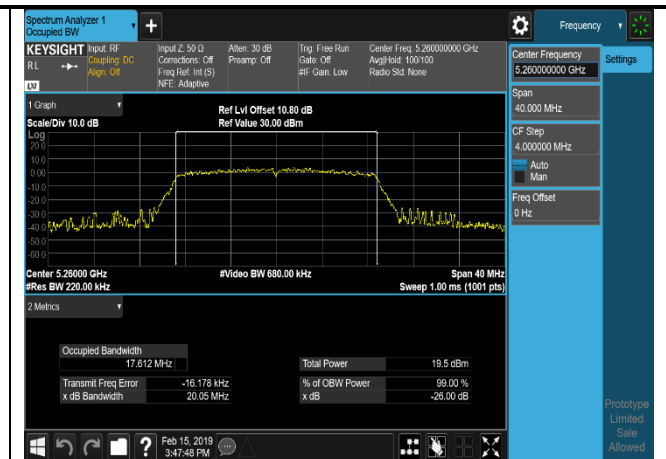 Spectrum Analyzer 1
Occupied BW
Frequency
KEYSIGHT
R L
LXI
Input: RF
Coupling: DC
Align: Off
Input Z: 50 Ω
Corrections: Off
Freq Ref: Int (S)
NFE: Adaptive
Atten: 30 dB
Preamp: Off
Trig: Free Run
Gate: Off
#IF Gain: Low
Center Freq: 5.260000000 GHz
Avg|Hold: 100/100
Radio Std: None
Center Frequency
5.260000000 GHz
Settings
Span
40.000 MHz
CF Step
4.000000 MHz
Auto
Man
Freq Offset
0 Hz
1 Graph
Scale/Div 10.0 dB
Ref Lvl Offset 10.80 dB
Ref Value 30.00 dBm
Log
20.0
10.0
0.00
-10.0
-20.0
-30.0
-40.0
-50.0
-60.0
Center 5.26000 GHz
#Res BW 220.00 kHz
#Video BW 680.00 kHz
Span 40 MHz
Sweep 1.00 ms (1001 pts)
2 Metrics
Occupied Bandwidth
17.612 MHz
Total Power 19.5 dBm
Transmit Freq Error -16.178 kHz
% of OBW Power 99.00 %
x dB Bandwidth 20.05 MHz
x dB -26.00 dB
Prototype
Limited
Sale
Allowed
?
Feb 15, 2019
3:47:48 PM